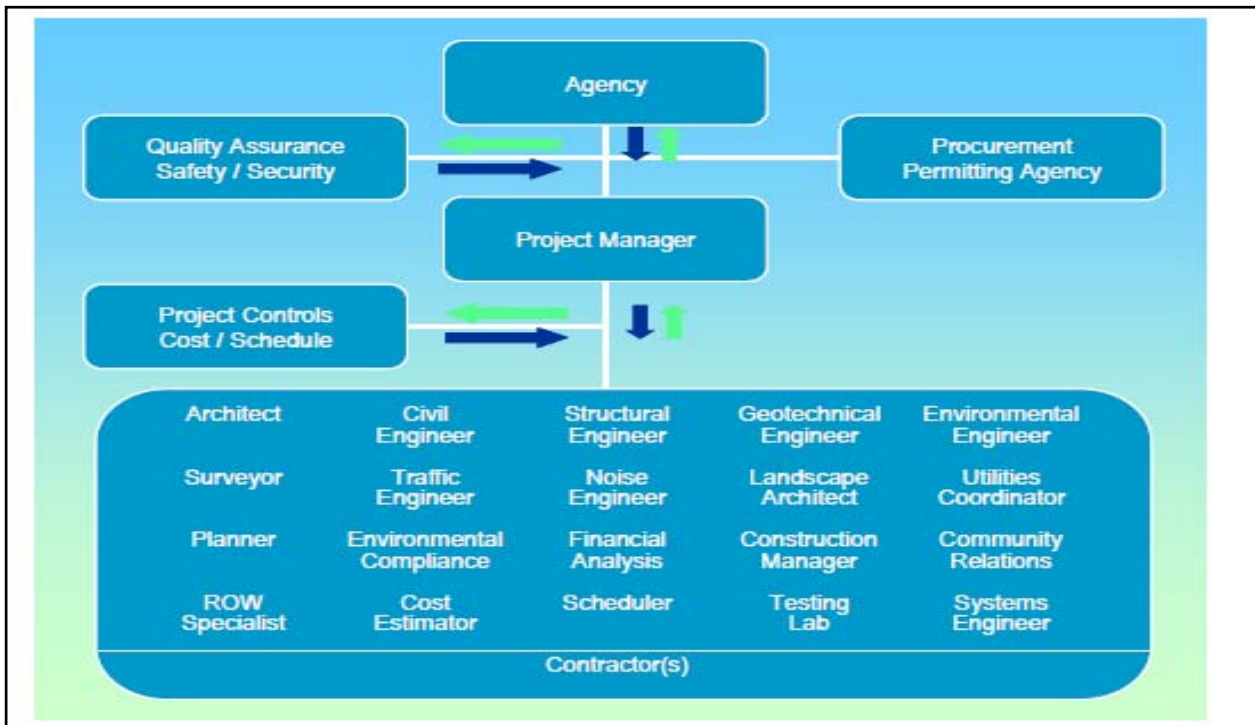 Agency
Quality Assurance
Safety / Security
Procurement
Permitting Agency
Project Manager
Project Controls
Cost / Schedule
Architect
Civil
Engineer
Structural
Engineer
Geotechnical
Engineer
Environmental
Engineer
Surveyor
Traffic
Engineer
Noise
Engineer
Landscape
Architect
Utilities
Coordinator
Planner
Environmental
Compliance
Financial
Analysis
Construction
Manager
Community
Relations
ROW
Specialist
Cost
Estimator
Scheduler
Testing
Lab
Systems
Engineer
Contractor(s)